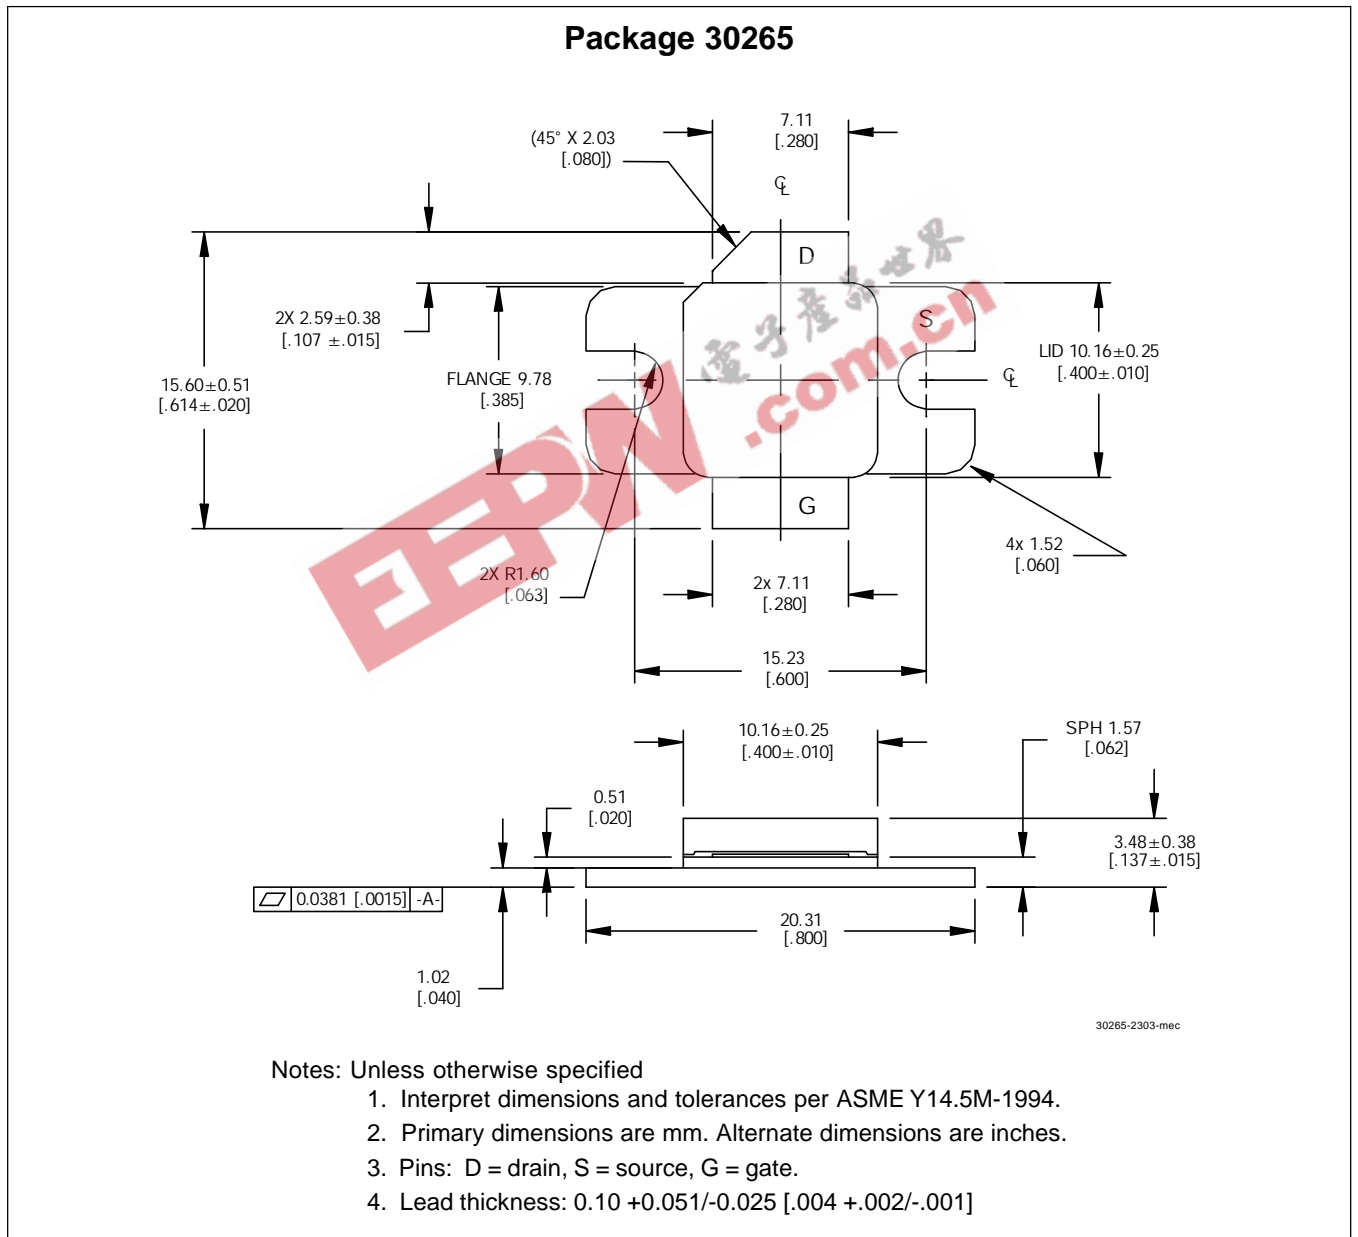 Package 30265
7.11
[.280]
(45° X 2.03
[.080])
℄
D
S
2X 2.59±0.38
[.107 ±.015]
15.60±0.51
[.614±.020]
FLANGE 9.78
[.385]
LID 10.16±0.25
[.400±.010]
℄
電子產品世界
.com.cn
EEPW
G
4x 1.52
[.060]
2X R1.60
[.063]
2x 7.11
[.280]
15.23
[.600]
10.16±0.25
[.400±.010]
SPH 1.57
[.062]
0.51
[.020]
3.48±0.38
[.137±.015]
0.0381 [.0015] -A-
20.31
[.800]
1.02
[.040]
30265-2303-mec
Notes: Unless otherwise specified
1. Interpret dimensions and tolerances per ASME Y14.5M-1994.
2. Primary dimensions are mm. Alternate dimensions are inches.
3. Pins: D = drain, S = source, G = gate.
4. Lead thickness: 0.10 +0.051/-0.025 [.004 +.002/-.001]